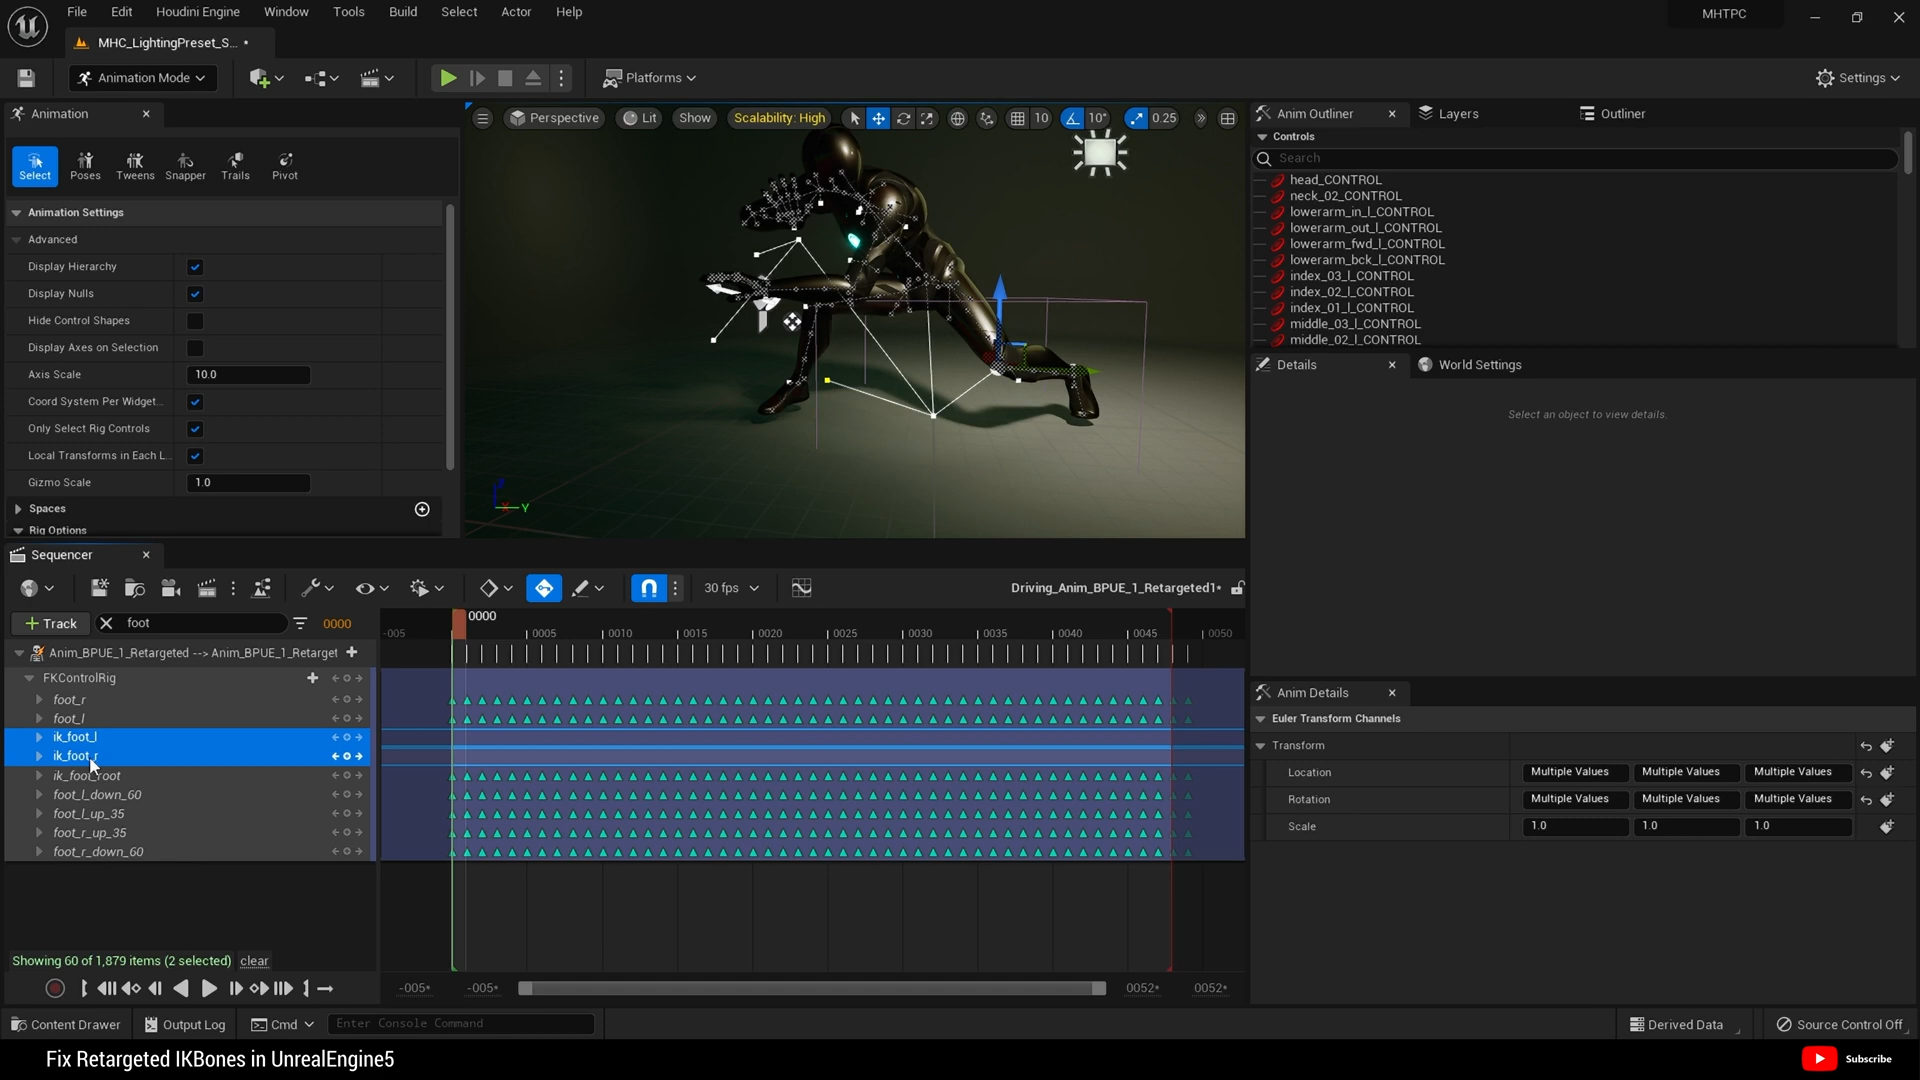 File Edit Houdini Engine Window Tools Build Select Actor Help MHTPC
MHC_LightingPreset_S... •
Animation Mode Platforms Settings
Animation
Select Poses Tweens Snapper Trails Pivot
Animation Settings
Advanced
Display Hierarchy
Display Nulls
Hide Control Shapes
Display Axes on Selection
Axis Scale 10.0
Coord System Per Widget...
Only Select Rig Controls
Local Transforms in Each L...
Gizmo Scale 1.0
Spaces
Rig Options
Perspective Lit Show Scalability: High 10 10° 0.25
Z
X Y
Anim Outliner Layers Outliner
Controls
Search
head_CONTROL
neck_02_CONTROL
lowerarm_in_l_CONTROL
lowerarm_out_l_CONTROL
lowerarm_fwd_l_CONTROL
lowerarm_bck_l_CONTROL
index_03_l_CONTROL
index_02_l_CONTROL
index_01_l_CONTROL
middle_03_l_CONTROL
middle_02_l_CONTROL
Details World Settings
Select an object to view details.
Sequencer
30 fps Driving_Anim_BPUE_1_Retargeted1*
Track foot 0000
0000
-005 0005 0010 0015 0020 0025 0030 0035 0040 0045 0050
Anim_BPUE_1_Retargeted --> Anim_BPUE_1_Retarget
FKControlRig
foot_r
foot_l
ik_foot_l
ik_foot_r
ik_foot_root
foot_l_down_60
foot_l_up_35
foot_r_up_35
foot_r_down_60
Showing 60 of 1,879 items (2 selected) clear
-005* -005* 0052* 0052*
Anim Details
Euler Transform Channels
Transform
Location Multiple Values Multiple Values Multiple Values
Rotation Multiple Values Multiple Values Multiple Values
Scale 1.0 1.0 1.0
Content Drawer Output Log Cmd Enter Console Command Derived Data Source Control Off
Fix Retargeted IKBones in UnrealEngine5 Subscribe